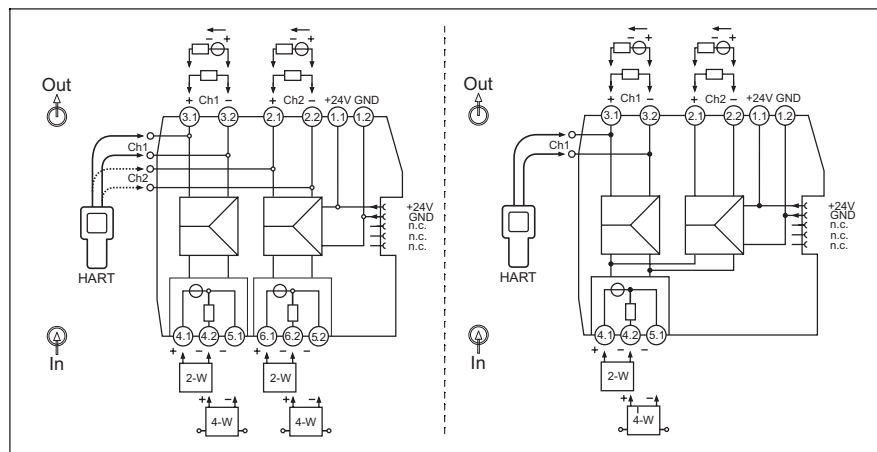 − +
− +
Out
+ Ch1 −
+ Ch2 −
+24V GND
3.1 3.2 2.1 2.2 1.1 1.2
Ch1
Ch2
+24V
GND
n.c.
n.c.
n.c.
HART
4.1 4.2 5.1 6.1 6.2 5.2
In
+ − −
+ − −
2-W
2-W
+ −
+ −
4-W
4-W
− +
− +
Out
+ Ch1 −
+ Ch2 −
+24V GND
3.1 3.2 2.1 2.2 1.1 1.2
Ch1
+24V
GND
n.c.
n.c.
n.c.
HART
4.1 4.2 5.1
In
+ − −
2-W
+ −
4-W